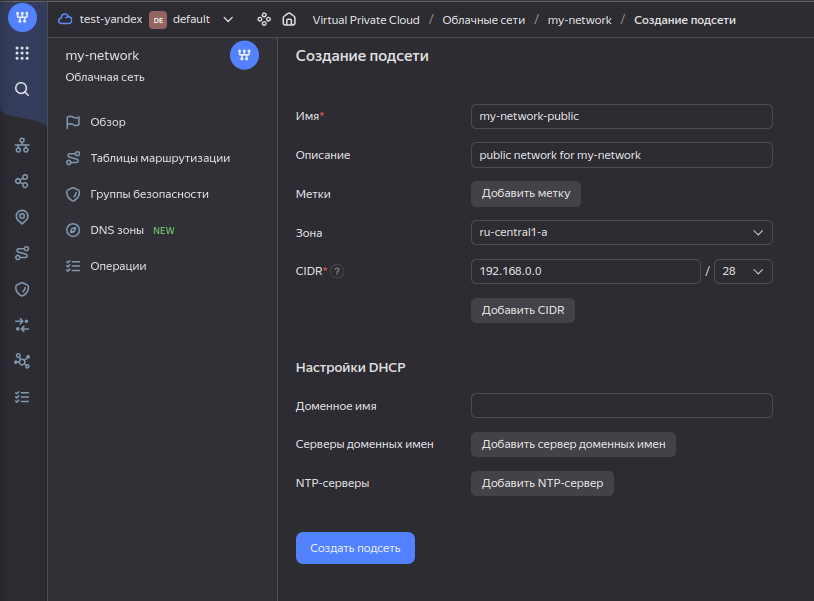 test-yandex DE default
Virtual Private Cloud / Облачные сети / my-network / Создание подсети
my-network
Облачная сеть
Обзор
Таблицы маршрутизации
Группы безопасности
DNS зоны NEW
Операции
Создание подсети
Имя* my-network-public
Описание public network for my-network
Метки Добавить метку
Зона ru-central1-a
CIDR* ? 192.168.0.0 / 28
Добавить CIDR
Настройки DHCP
Доменное имя
Серверы доменных имен Добавить сервер доменных имен
NTP-серверы Добавить NTP-сервер
Создать подсеть